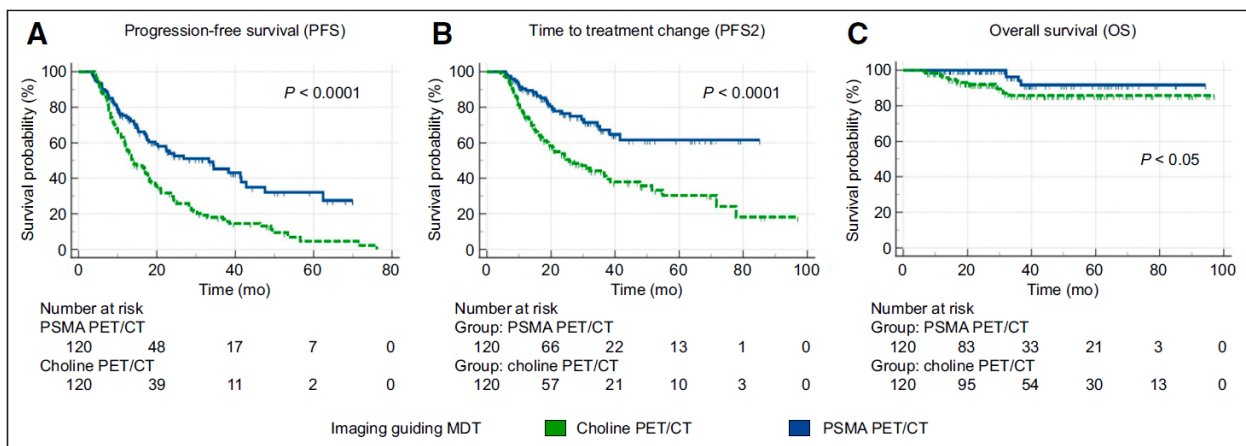 A Progression-free survival (PFS)
P < 0.0001
Survival probability (%)
100
80
60
40
20
0
0 20 40 60 80
Time (mo)
Number at risk
PSMA PET/CT
120 48 17 7 0
Choline PET/CT
120 39 11 2 0
B Time to treatment change (PFS2)
P < 0.0001
Survival probability (%)
100
80
60
40
20
0
0 20 40 60 80 100
Time (mo)
Number at risk
Group: PSMA PET/CT
120 66 22 13 1 0
Group: choline PET/CT
120 57 21 10 3 0
C Overall survival (OS)
P < 0.05
Survival probability (%)
100
80
60
40
20
0
0 20 40 60 80 100
Time (mo)
Number at risk
Group: PSMA PET/CT
120 83 33 21 3 0
Group: choline PET/CT
120 95 54 30 13 0
Imaging guiding MDT Choline PET/CT PSMA PET/CT